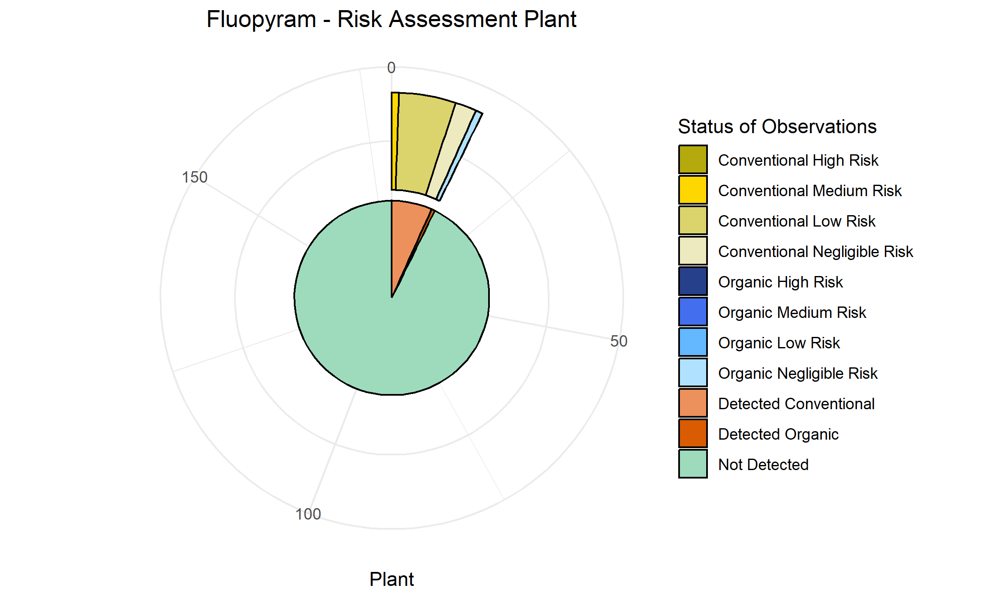 Fluopyram - Risk Assessment Plant
0
150
50
100
Plant
Status of Observations
Conventional High Risk
Conventional Medium Risk
Conventional Low Risk
Conventional Negligible Risk
Organic High Risk
Organic Medium Risk
Organic Low Risk
Organic Negligible Risk
Detected Conventional
Detected Organic
Not Detected